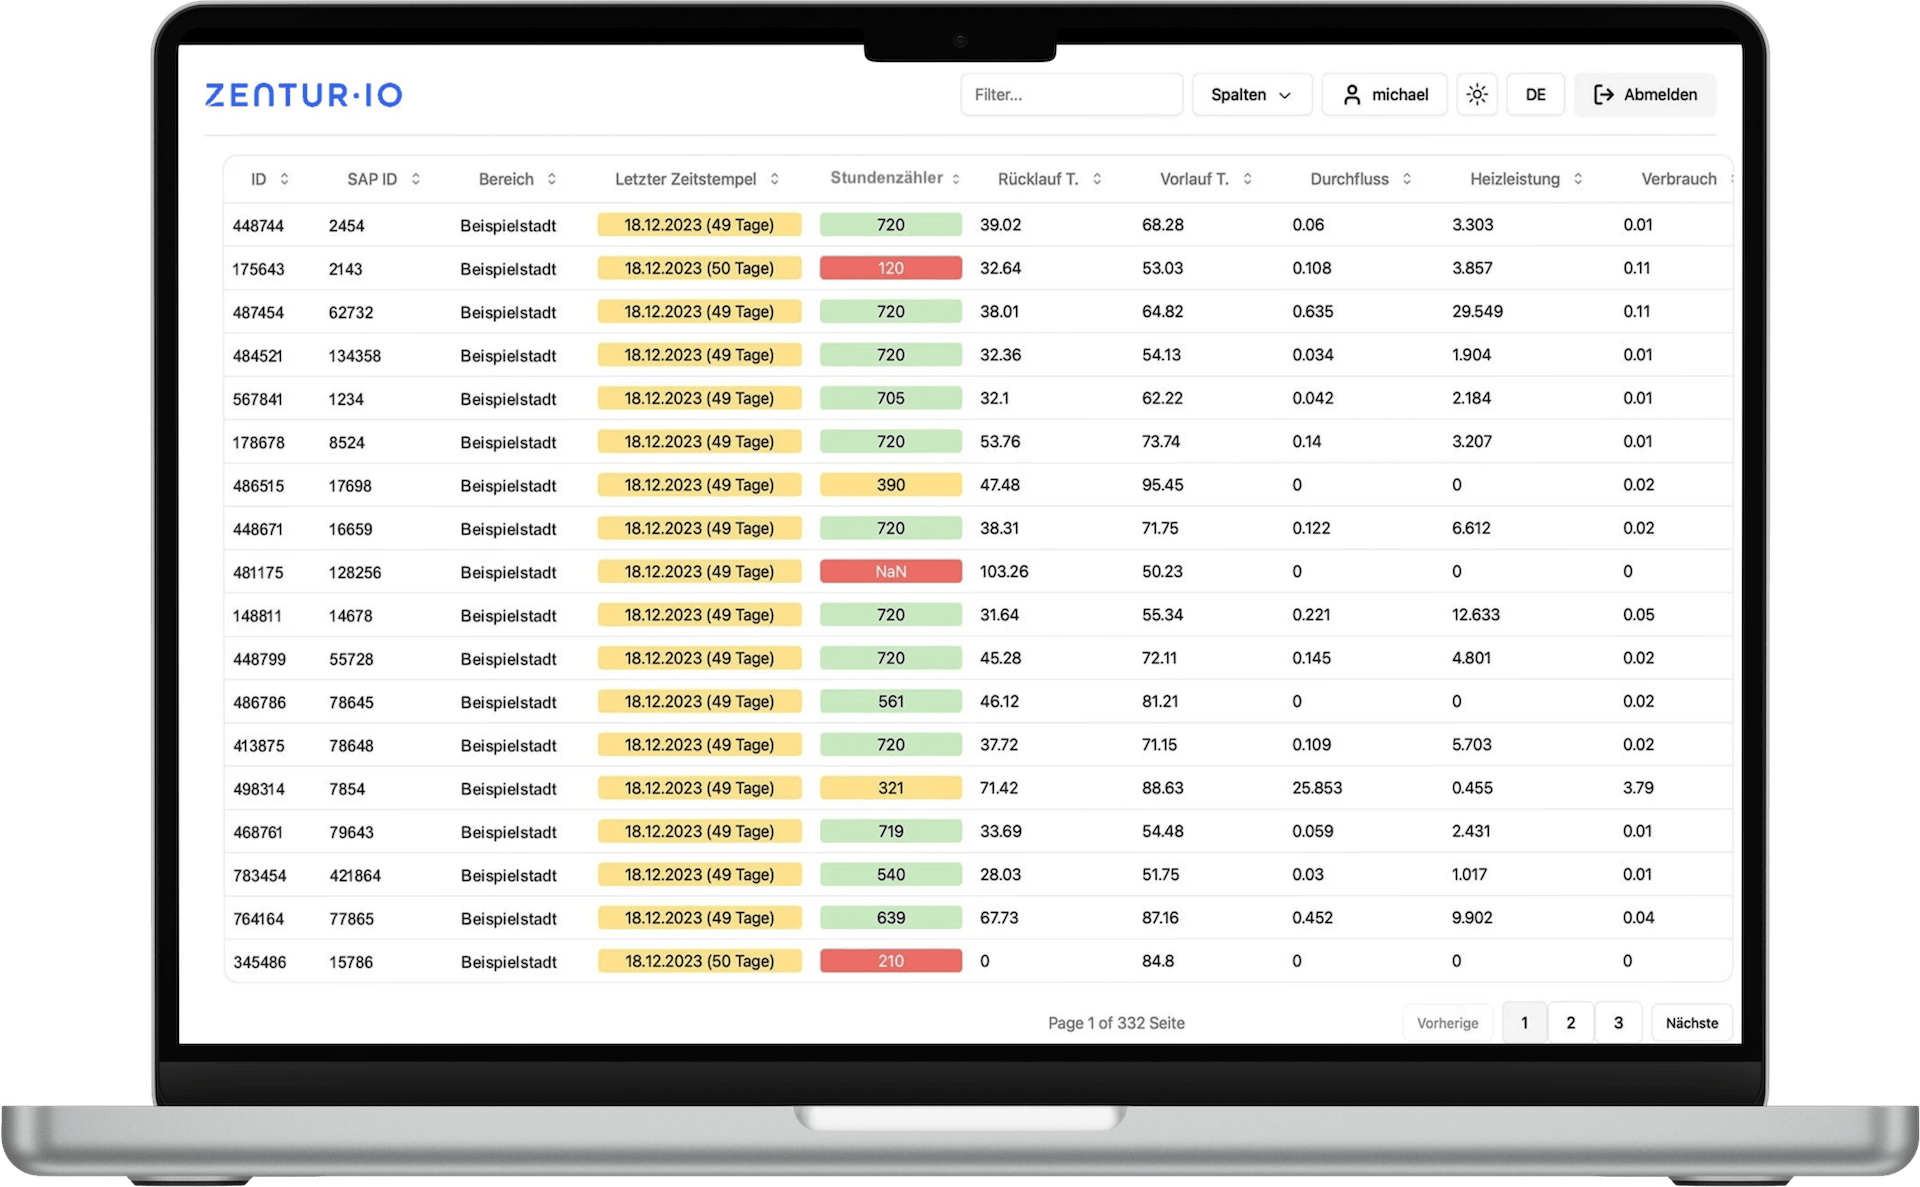 ZENTUR·IO Filter... Spalten michael DE Abmelden
ID SAP ID Bereich Letzter Zeitstempel Stundenzähler Rücklauf T. Vorlauf T. Durchfluss Heizleistung Verbrauch
448744 2454 Beispielstadt 18.12.2023 (49 Tage) 720 39.02 68.28 0.06 3.303 0.01
175643 2143 Beispielstadt 18.12.2023 (50 Tage) 120 32.64 53.03 0.108 3.857 0.11
487454 62732 Beispielstadt 18.12.2023 (49 Tage) 720 38.01 64.82 0.635 29.549 0.11
484521 134358 Beispielstadt 18.12.2023 (49 Tage) 720 32.36 54.13 0.034 1.904 0.01
567841 1234 Beispielstadt 18.12.2023 (49 Tage) 705 32.1 62.22 0.042 2.184 0.01
178678 8524 Beispielstadt 18.12.2023 (49 Tage) 720 53.76 73.74 0.14 3.207 0.01
486515 17698 Beispielstadt 18.12.2023 (49 Tage) 390 47.48 95.45 0 0 0.02
448671 16659 Beispielstadt 18.12.2023 (49 Tage) 720 38.31 71.75 0.122 6.612 0.02
481175 128256 Beispielstadt 18.12.2023 (49 Tage) NaN 103.26 50.23 0 0 0
148811 14678 Beispielstadt 18.12.2023 (49 Tage) 720 31.64 55.34 0.221 12.633 0.05
448799 55728 Beispielstadt 18.12.2023 (49 Tage) 720 45.28 72.11 0.145 4.801 0.02
486786 78645 Beispielstadt 18.12.2023 (49 Tage) 561 46.12 81.21 0 0 0.02
413875 78648 Beispielstadt 18.12.2023 (49 Tage) 720 37.72 71.15 0.109 5.703 0.02
498314 7854 Beispielstadt 18.12.2023 (49 Tage) 321 71.42 88.63 25.853 0.455 3.79
468761 79643 Beispielstadt 18.12.2023 (49 Tage) 719 33.69 54.48 0.059 2.431 0.01
783454 421864 Beispielstadt 18.12.2023 (49 Tage) 540 28.03 51.75 0.03 1.017 0.01
764164 77865 Beispielstadt 18.12.2023 (49 Tage) 639 67.73 87.16 0.452 9.902 0.04
345486 15786 Beispielstadt 18.12.2023 (50 Tage) 210 0 84.8 0 0 0
Page 1 of 332 Seite Vorherige 1 2 3 Nächste